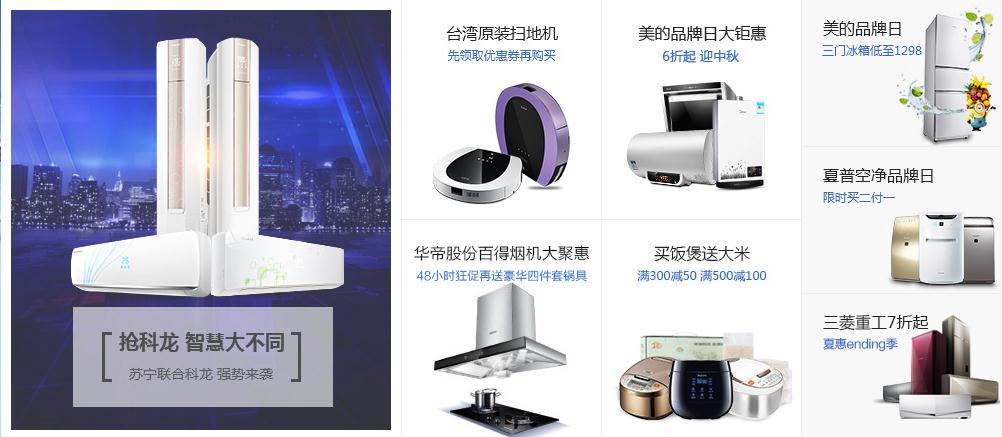 抢科龙 智慧大不同
苏宁联合科龙 强势来袭
台湾原装扫地机
先领取优惠券再购买
美的品牌日大钜惠
6折起 迎中秋
华帝股份百得烟机大聚惠
48小时狂促再送豪华四件套锅具
买饭煲送大米
满300减50 满500减100
美的品牌日
三门冰箱低至1298
夏普空净品牌日
限时买二付一
三菱重工7折起
夏惠ending季